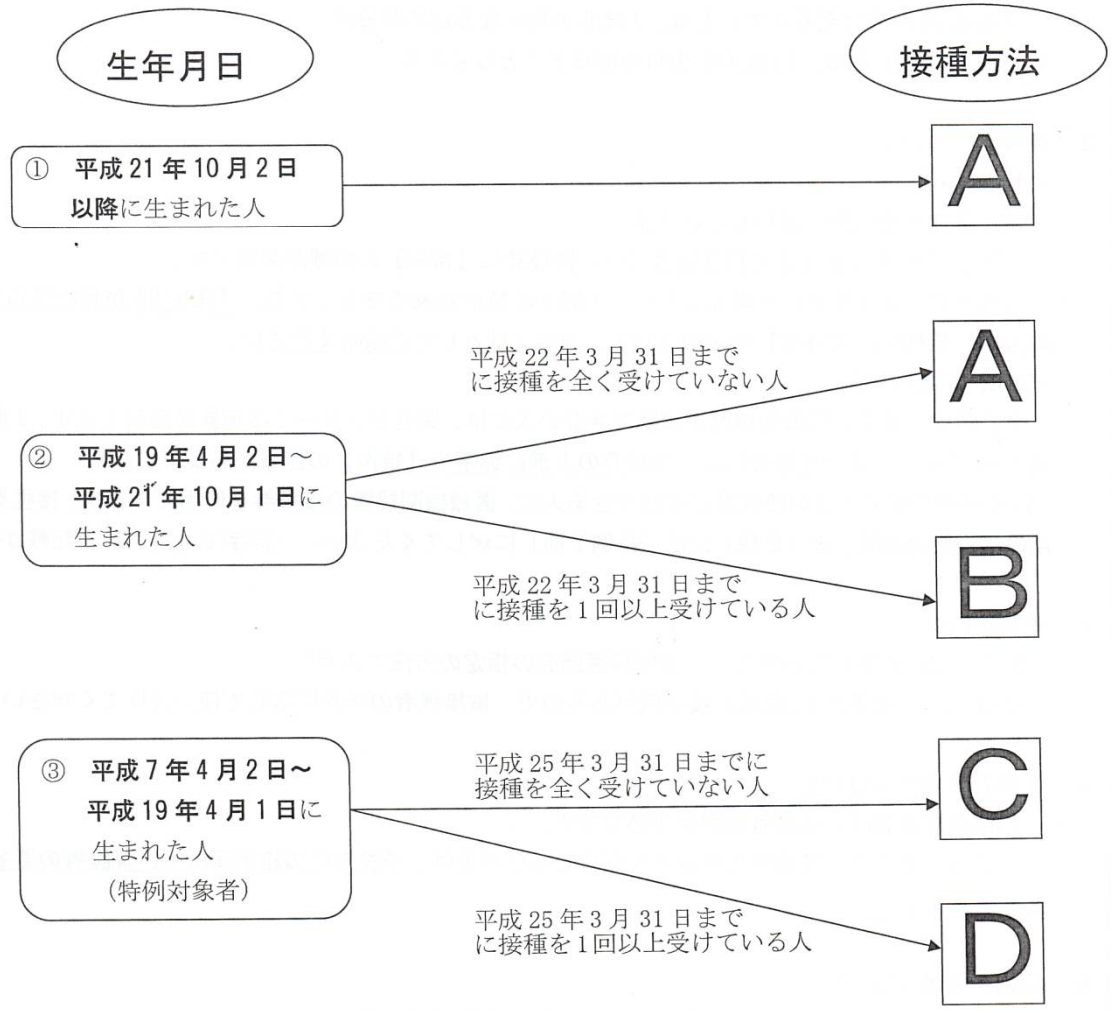 生年月日
接種方法
① 平成21年10月2日
以降に生まれた人
A
平成22年3月31日まで
に接種を全く受けていない人
A
② 平成19年4月2日～
平成21年10月1日に
生まれた人
平成22年3月31日まで
に接種を1回以上受けている人
B
③ 平成7年4月2日～
平成19年4月1日に
生まれた人
（特例対象者）
平成25年3月31日までに
接種を全く受けていない人
C
平成25年3月31日まで
に接種を1回以上受けている人
D